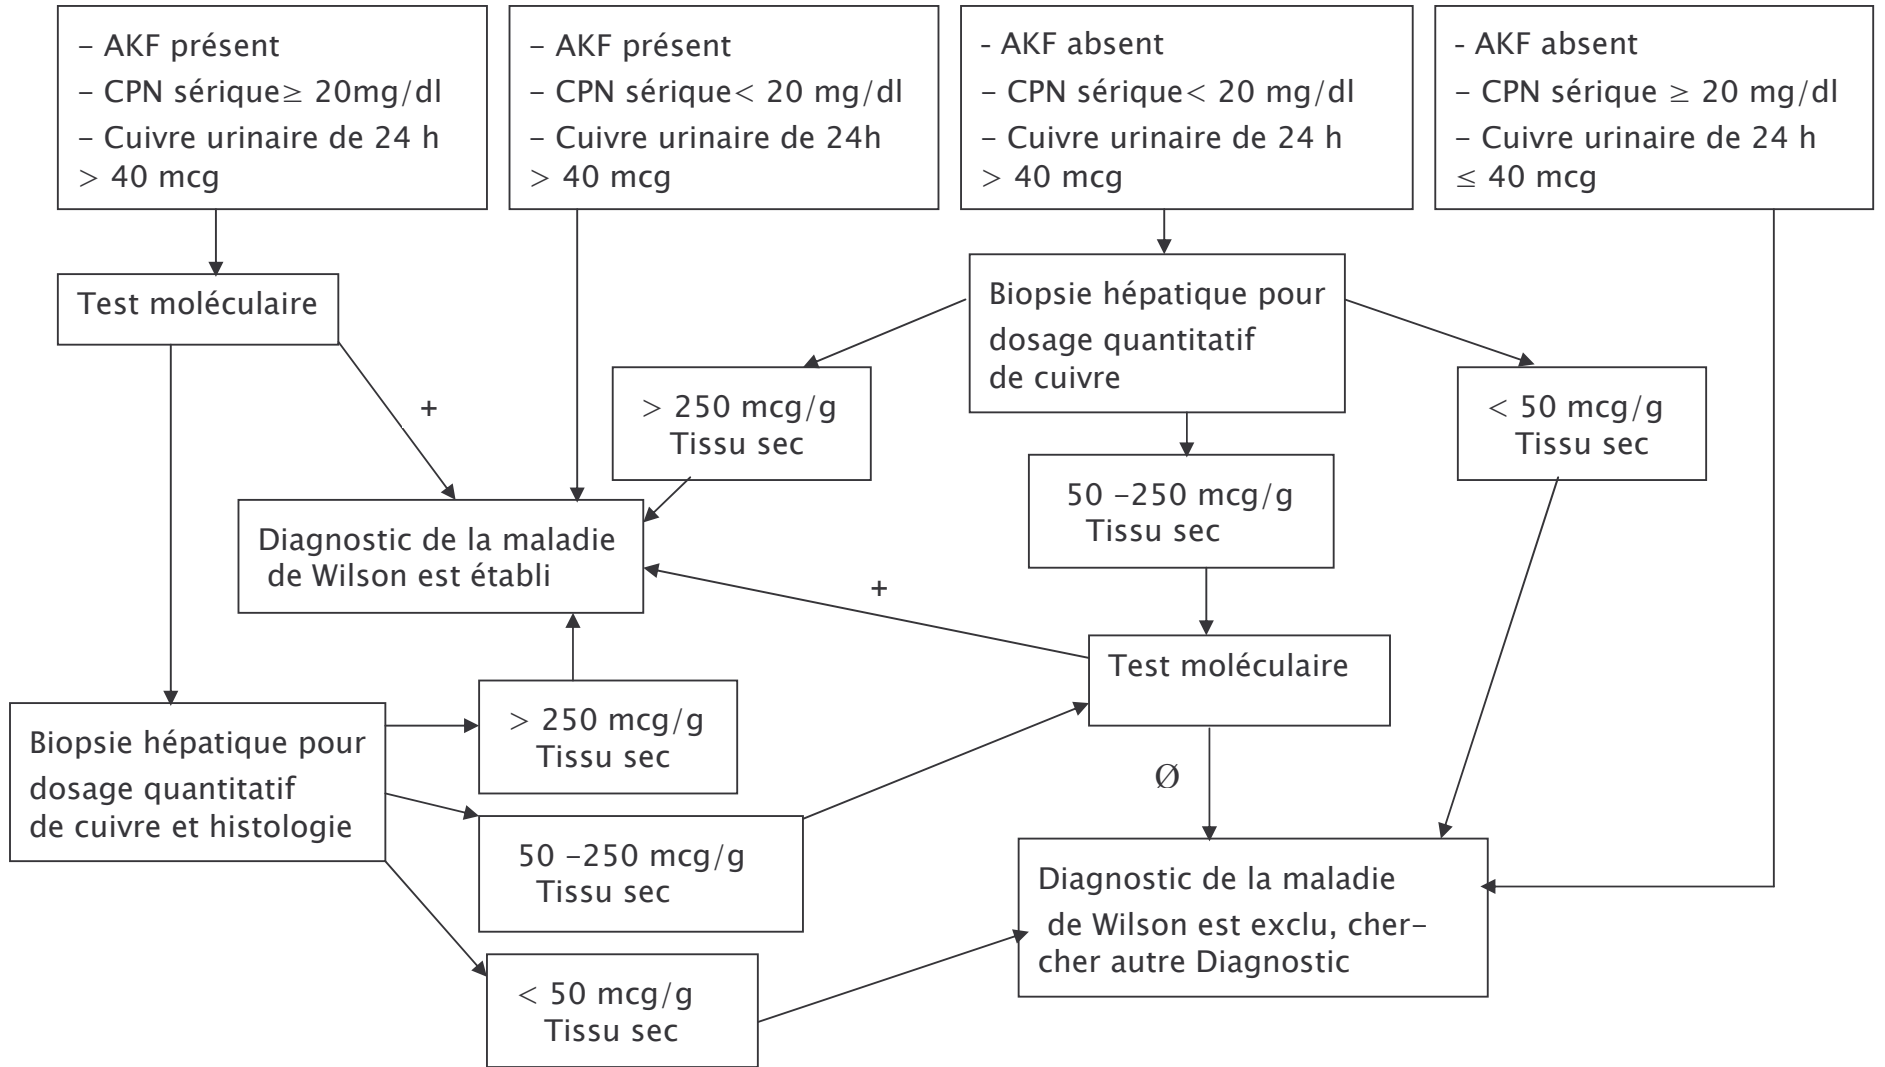 – AKF présent
– CPN sérique≥ 20mg/dl
– Cuivre urinaire de 24 h
> 40 mcg
– AKF présent
– CPN sérique< 20 mg/dl
– Cuivre urinaire de 24h
> 40 mcg
- AKF absent
– CPN sérique< 20 mg/dl
– Cuivre urinaire de 24 h
> 40 mcg
- AKF absent
– CPN sérique ≥ 20 mg/dl
– Cuivre urinaire de 24 h
≤ 40 mcg
Test moléculaire
Biopsie hépatique pour
dosage quantitatif
de cuivre
+
> 250 mcg/g
Tissu sec
< 50 mcg/g
Tissu sec
50 –250 mcg/g
Tissu sec
Diagnostic de la maladie
de Wilson est établi
+
Test moléculaire
Biopsie hépatique pour
dosage quantitatif
de cuivre et histologie
> 250 mcg/g
Tissu sec
Ø
50 –250 mcg/g
Tissu sec
Diagnostic de la maladie
de Wilson est exclu, cher–
cher autre Diagnostic
< 50 mcg/g
Tissu sec